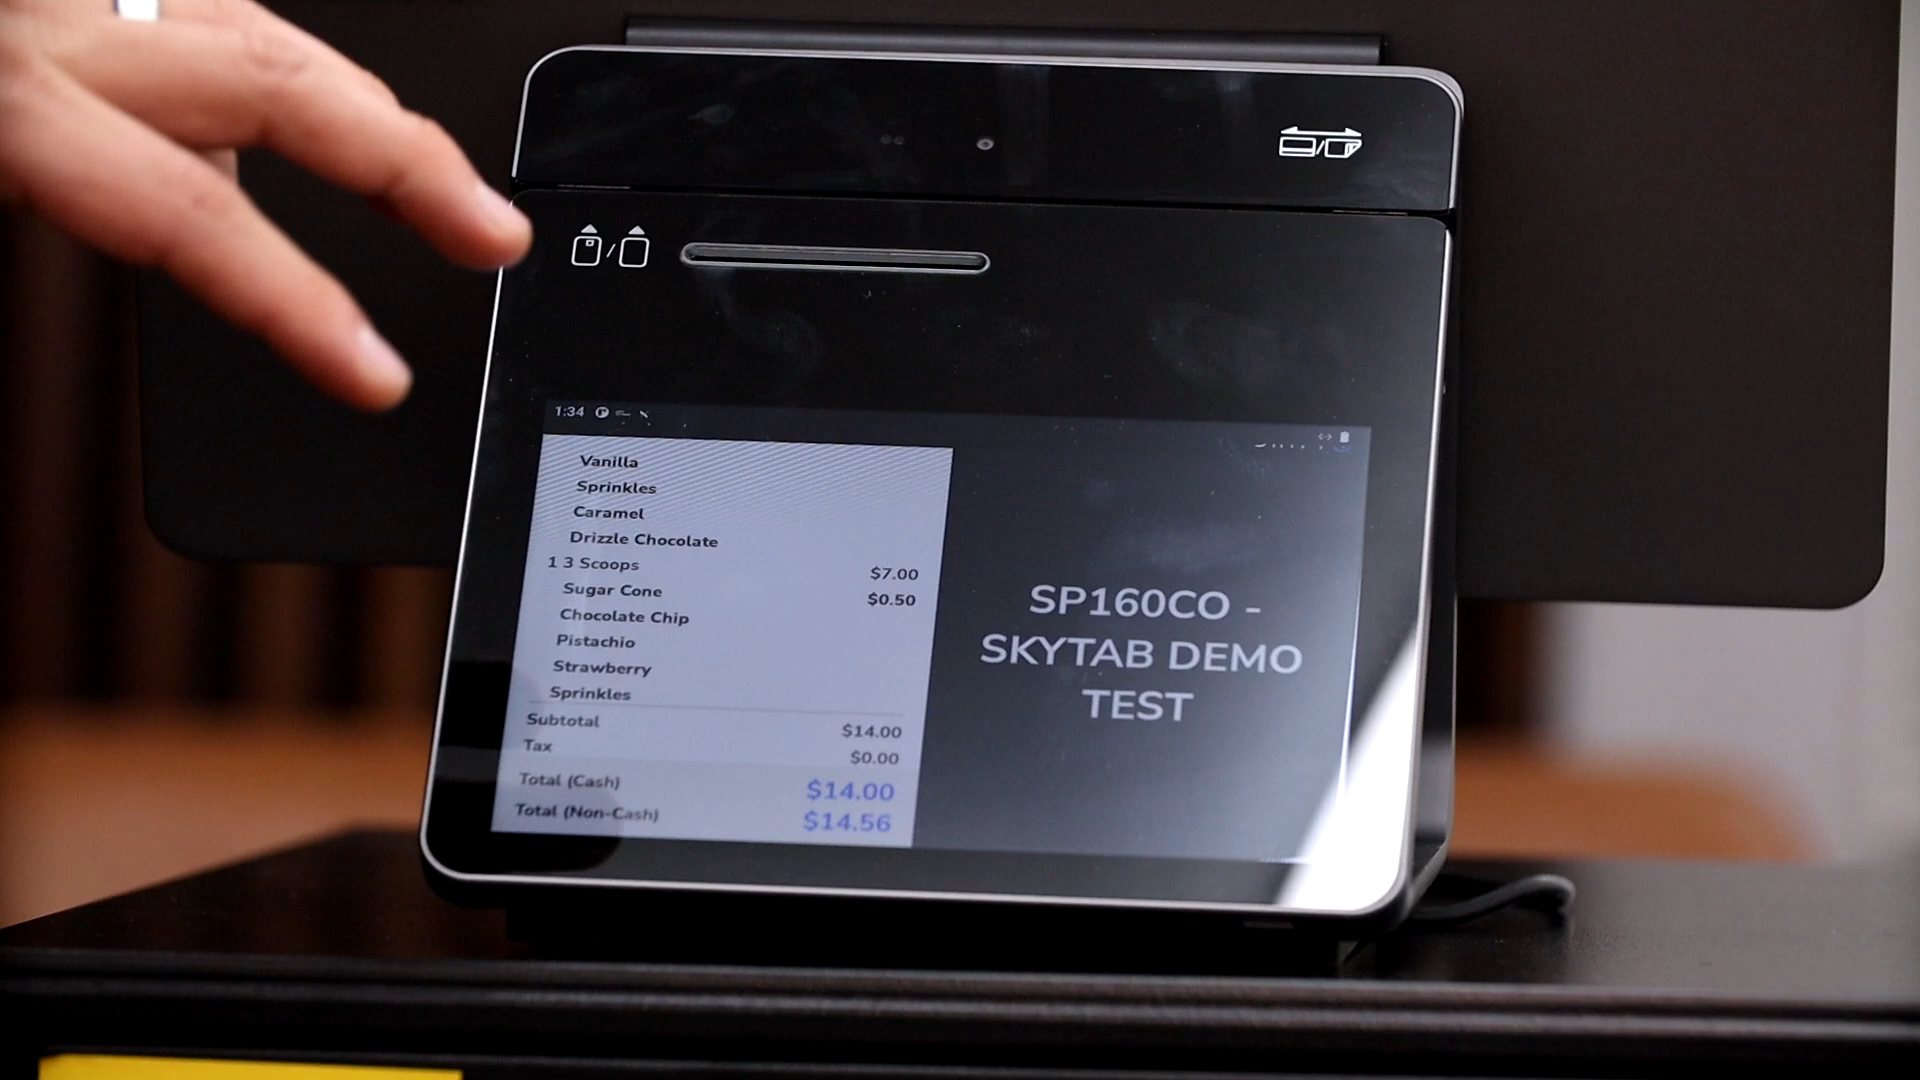 1:34
Vanilla
Sprinkles
Caramel
Drizzle Chocolate
1 3 Scoops $7.00
Sugar Cone $0.50
Chocolate Chip
Pistachio
Strawberry
Sprinkles
Subtotal $14.00
Tax $0.00
Total (Cash) $14.00
Total (Non-Cash) $14.56
SP160CO -
SKYTAB DEMO
TEST